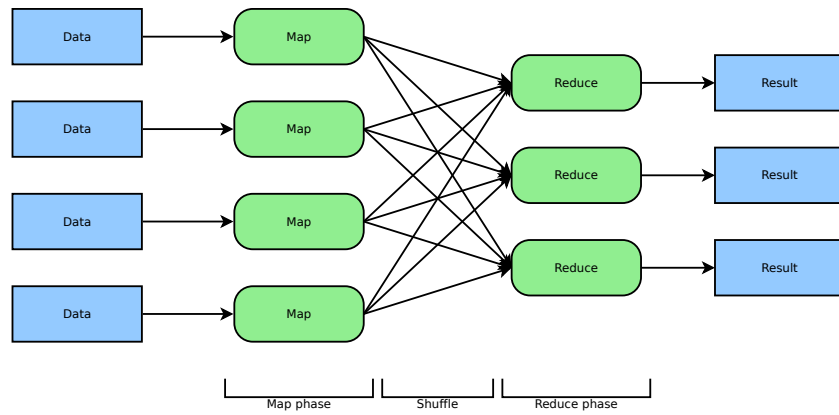 Data
Map
Reduce
Result
Data
Map
Reduce
Result
Data
Map
Reduce
Result
Data
Map
Map phase
Shuffle
Reduce phase